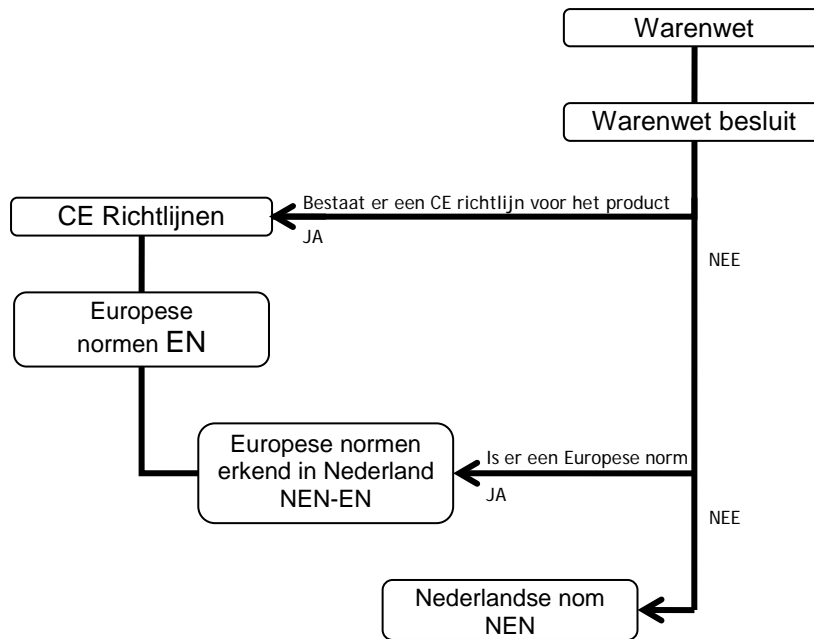 Warenwet
Warenwet besluit
Bestaat er een CE richtlijn voor het product
CE Richtlijnen
JA
NEE
Europese
normen EN
Europese normen
erkend in Nederland
NEN-EN
Is er een Europese norm
JA
NEE
Nederlandse nom
NEN